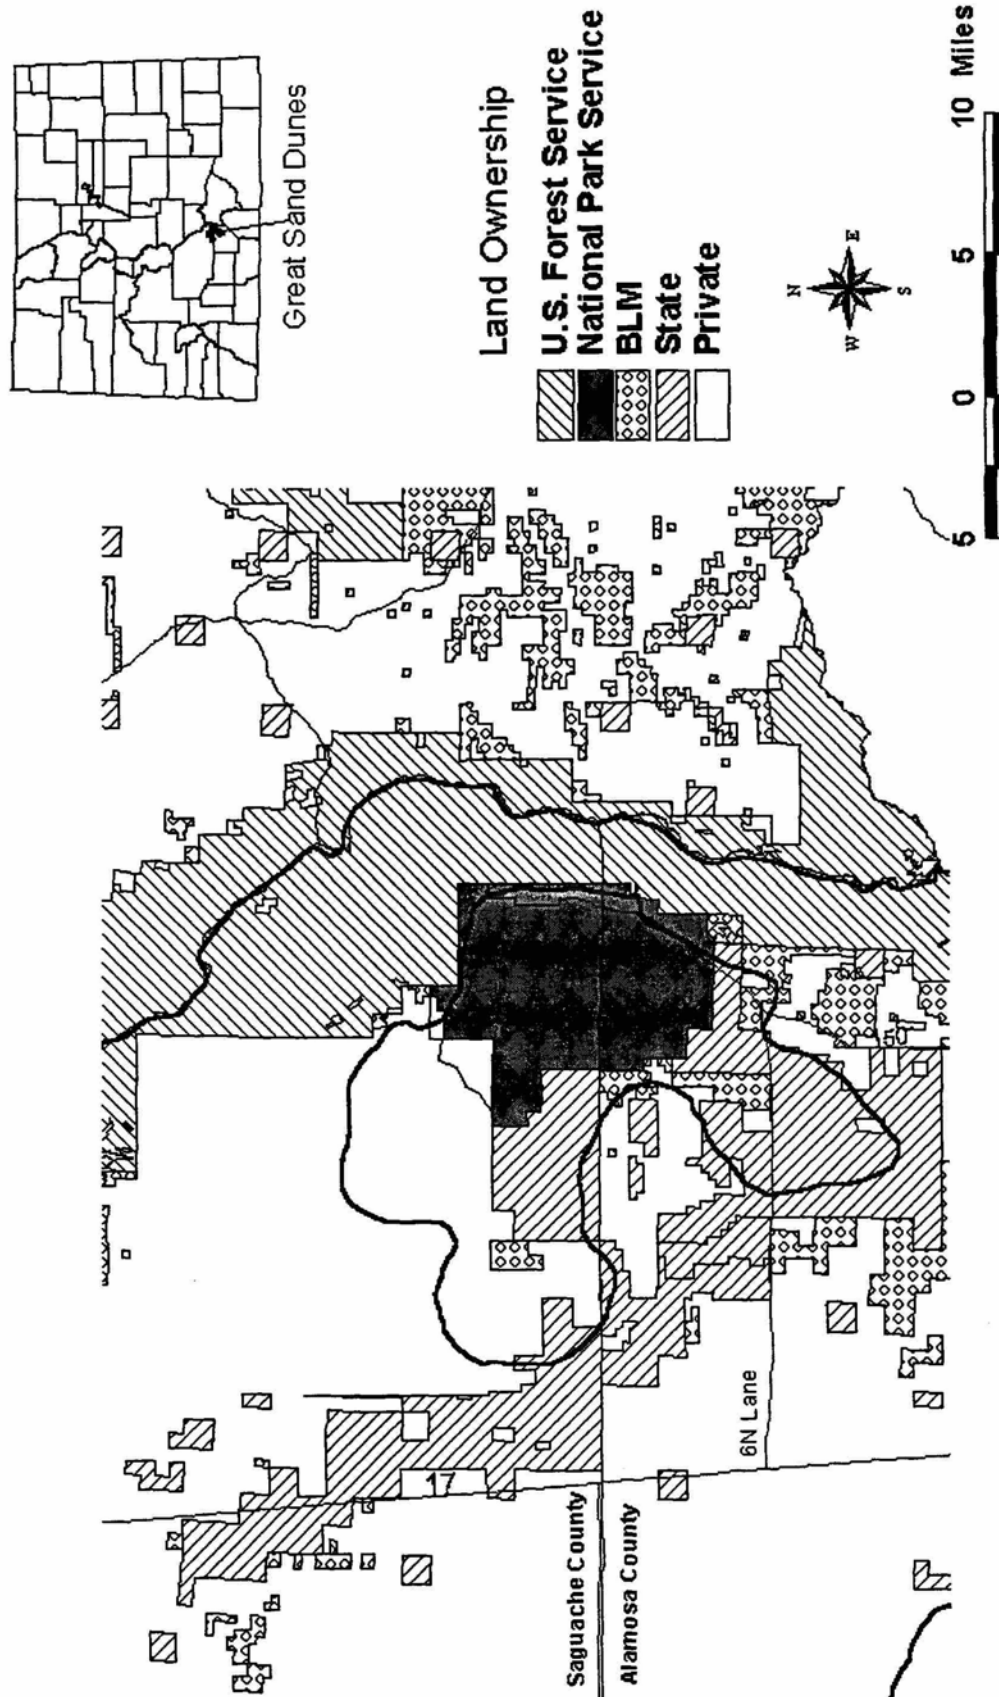 Great Sand Dunes
Land Ownership
U.S. Forest Service
National Park Service
BLM
State
Private
N
W
E
S
5
0
5
10 Miles
17
6N Lane
Saguache County
Alamosa County